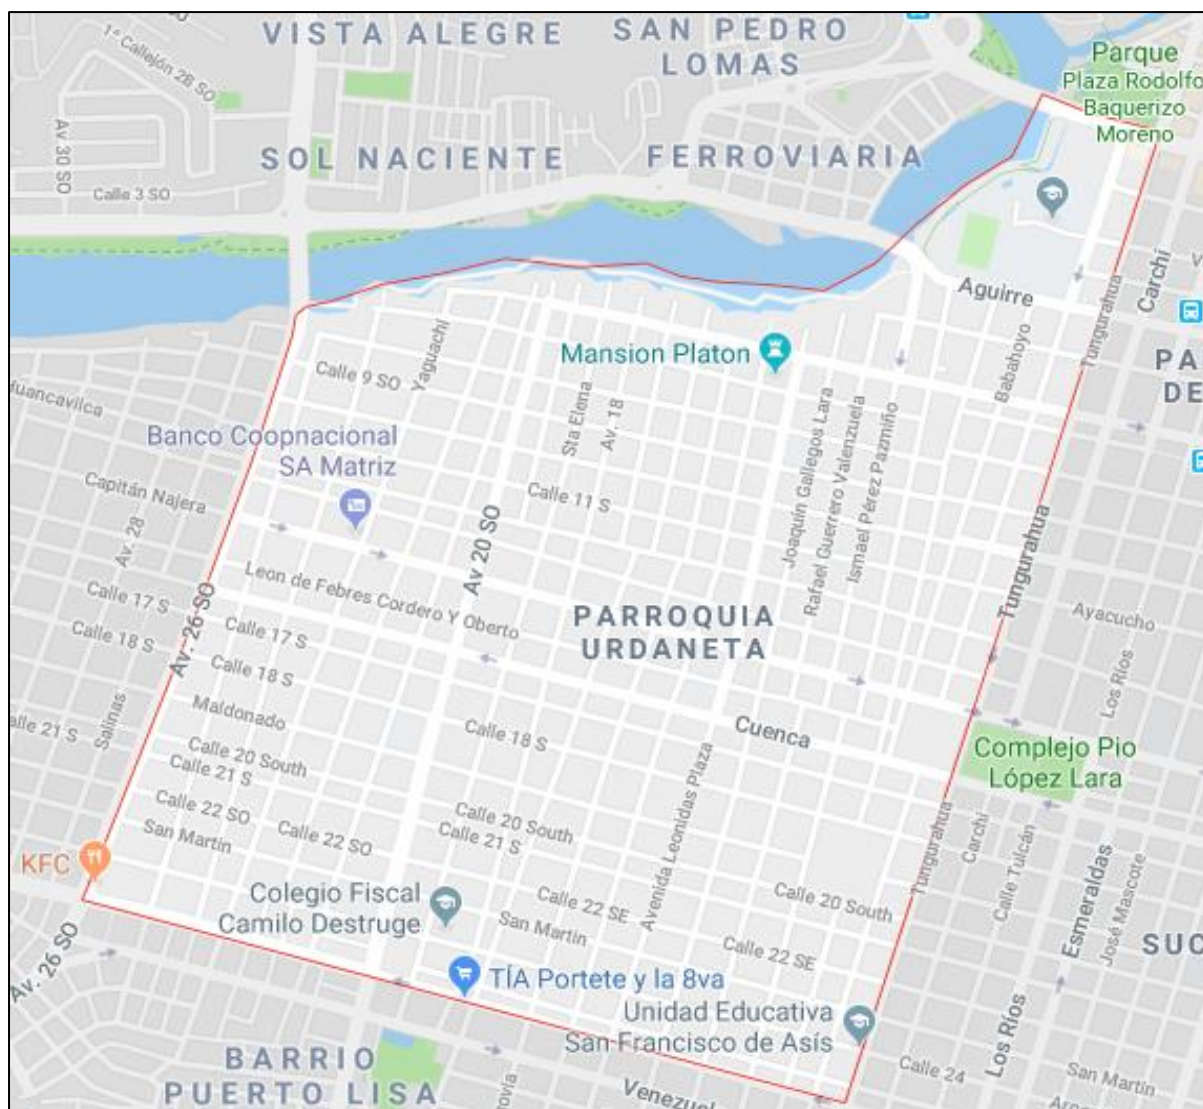 VISTA ALEGRE
SAN PEDRO
LOMAS
1° Callejón 2B SO
Parque
Plaza Rodolfo
Baquerizo
Moreno
Av 30 SO
SOL NACIENTE
FERROVIARIA
Calle 3 SO
Carchi
Aguirre
Tungurahua
Babahoyo
Yaguachi
Mansion Platon
PA
DE
Calle 9 SO
Sta Elena
Av. 18
Joaquín Gallegos Lara
Rafael Guerrero Valenzuela
Ismael Pérez Pazmiño
Huancavilca
Banco Coopnacional
SA Matriz
Capitán Najera
Calle 11 S
Av 20 SO
Av. 28
Tungurahua
Leon de Febres Cordero Y Oberto
PARROQUIA
URDANETA
Ayacucho
Calle 17 S
Calle 17 S
Calle 18 S
Av. 26 SO
Calle 18 S
Los Ríos
Salinas
Maldonado
alle 21 S
Calle 18 S
Cuenca
Complejo Pio
López Lara
Calle 20 South
Calle 21 S
Avenida Leonidas Plaza
Calle 22 SO
Calle 20 South
Calle 21 S
Tungurahua
Carchi
Calle Tulcán
San Martin
Calle 22 SO
KFC
Esmeraldas
José Mascote
Colegio Fiscal
Camilo Destruge
Calle 22 SE
Calle 20 South
San Martin
Calle 22 SE
SUC
Av. 26 SO
TÍA Portete y la 8va
Unidad Educativa
San Francisco de Asís
Los Ríos
BARRIO
PUERTO LISA
Calle 24
San Martin
Venezuel